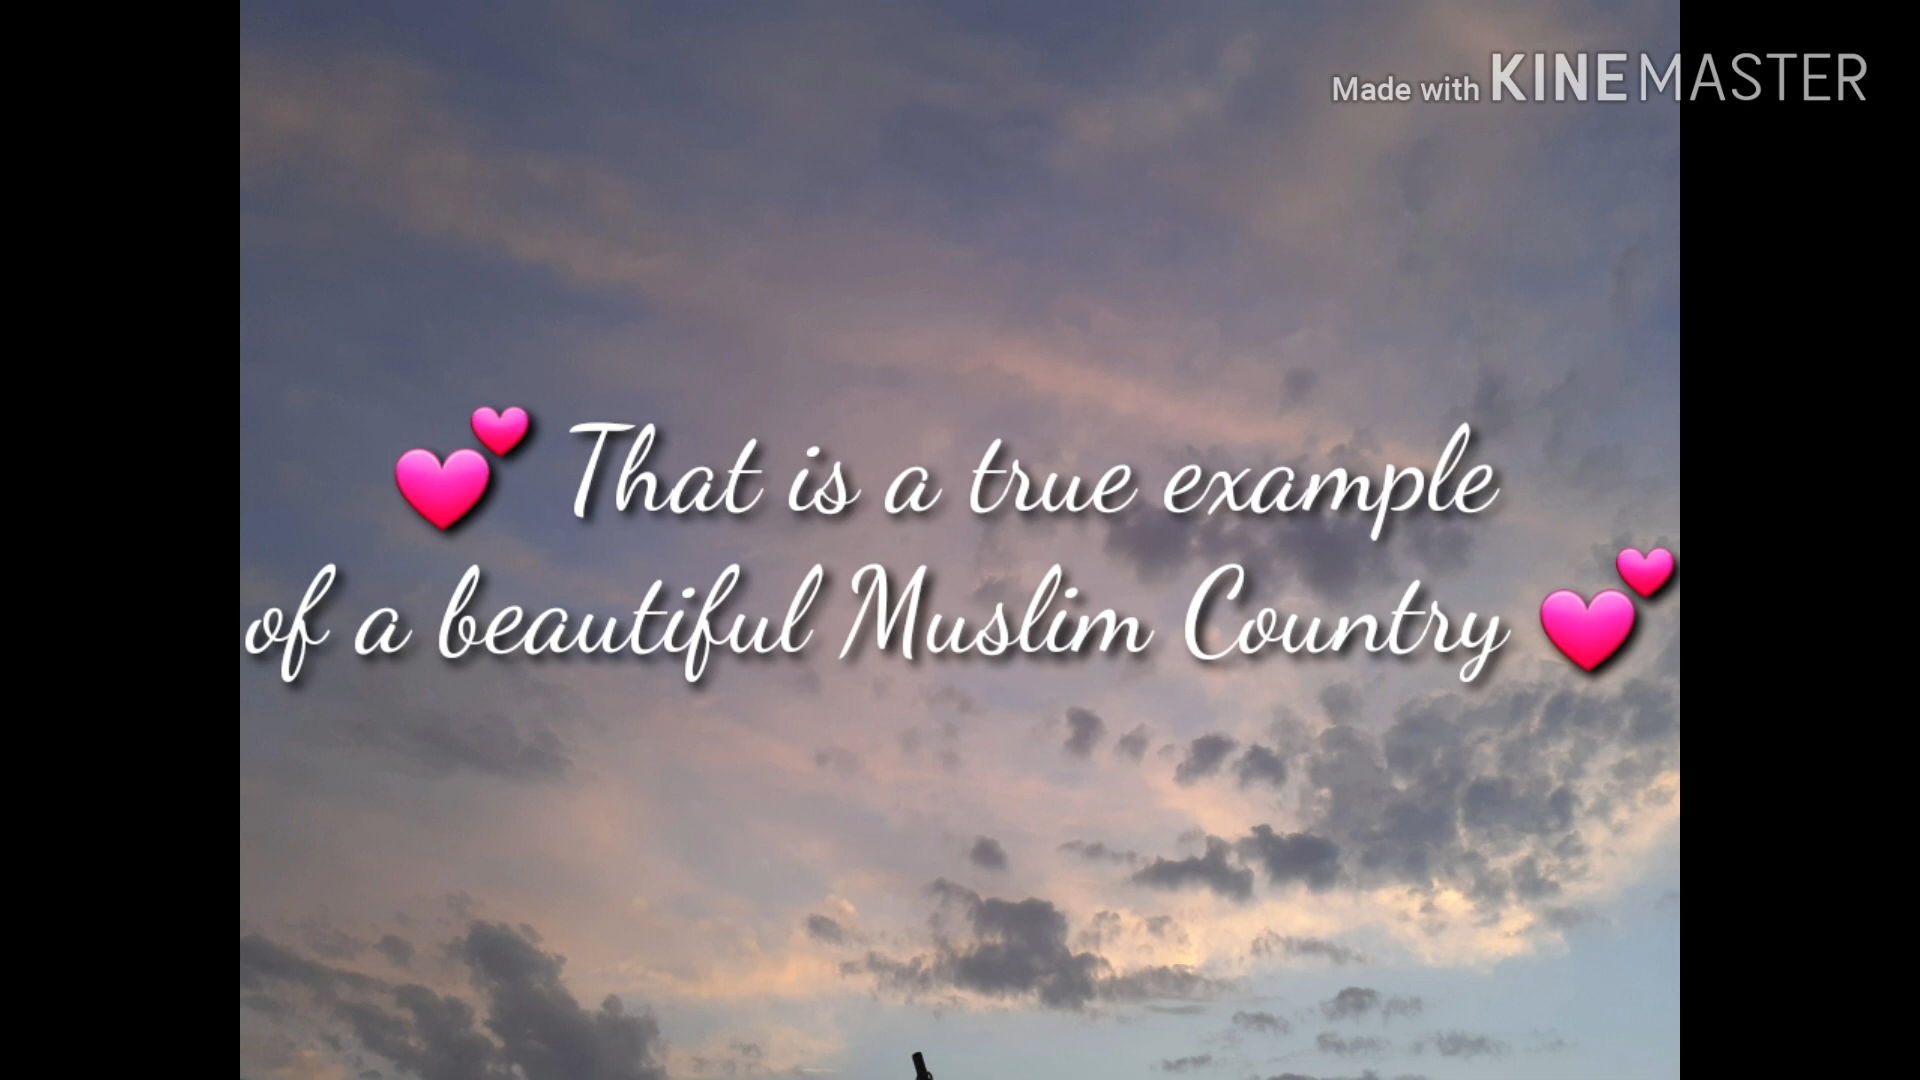 Made with KINEMASTER
💕 That is a true example
of a beautiful Muslim Country 💕